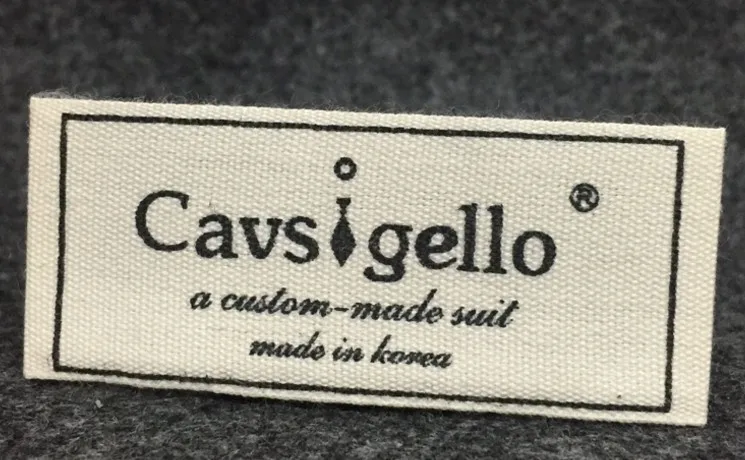 Cavsigello ®
a custom-made suit
made in korea